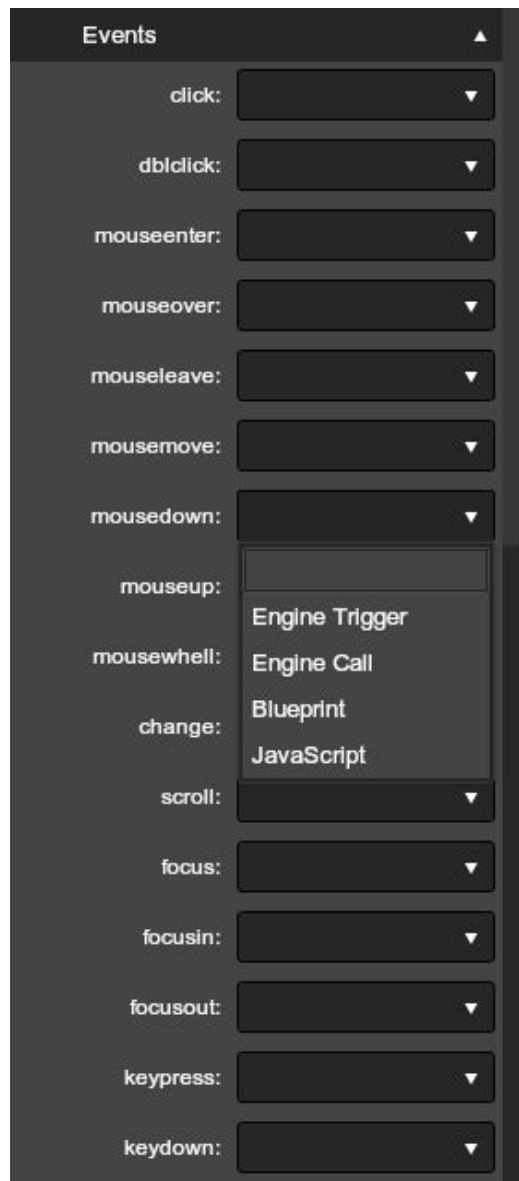 Events
click:
dblclick:
mouseenter:
mouseover:
mouseleave:
mousemove:
mousedown:
mouseup:
Engine Trigger
mousewhell:
Engine Call
Blueprint
change:
JavaScript
scroll:
focus:
focusin:
focusout:
keypress:
keydown: